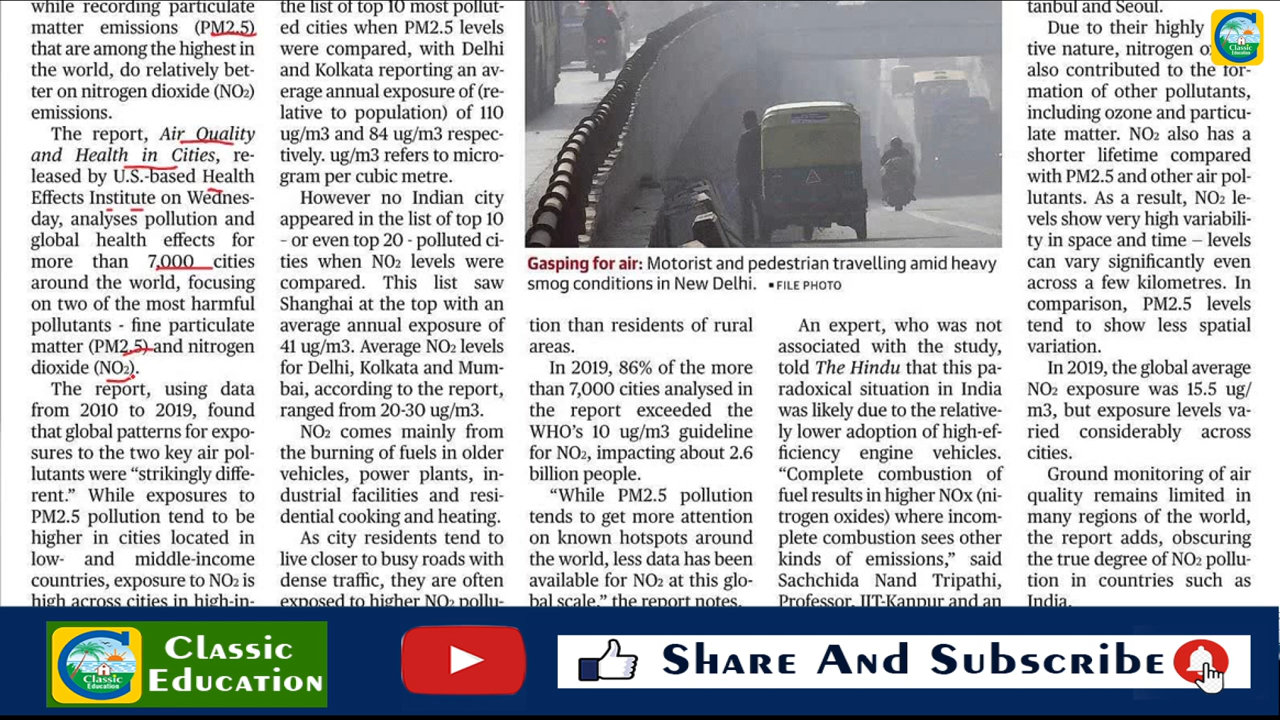 while recording particulate
matter emissions (PM2.5)
that are among the highest in
the world, do relatively bet-
ter on nitrogen dioxide (NO₂)
emissions.
The report, Air Quality
and Health in Cities, re-
leased by U.S.-based Health
Effects Institute on Wednes-
day, analyses pollution and
global health effects for
more than 7,000 cities
around the world, focusing
on two of the most harmful
pollutants - fine particulate
matter (PM2.5) and nitrogen
dioxide (NO₂).
The report, using data
from 2010 to 2019, found
that global patterns for expo-
sures to the two key air pol-
lutants were “strikingly diffe-
rent.” While exposures to
PM2.5 pollution tend to be
higher in cities located in
low- and middle-income
countries, exposure to NO₂ is
high across cities in high-in-
the list of top 10 most pollut-
ed cities when PM2.5 levels
were compared, with Delhi
and Kolkata reporting an av-
erage annual exposure of (re-
lative to population) of 110
ug/m3 and 84 ug/m3 respec-
tively. ug/m3 refers to micro-
gram per cubic metre.
However no Indian city
appeared in the list of top 10
- or even top 20 - polluted ci-
ties when NO₂ levels were
compared. This list saw
Shanghai at the top with an
average annual exposure of
41 ug/m3. Average NO₂ levels
for Delhi, Kolkata and Mum-
bai, according to the report,
ranged from 20-30 ug/m3.
NO₂ comes mainly from
the burning of fuels in older
vehicles, power plants, in-
dustrial facilities and resi-
dential cooking and heating.
As city residents tend to
live closer to busy roads with
dense traffic, they are often
exposed to higher NO₂ pollu-
Gasping for air: Motorist and pedestrian travelling amid heavy
smog conditions in New Delhi. ▪FILE PHOTO
tion than residents of rural
areas.
In 2019, 86% of the more
than 7,000 cities analysed in
the report exceeded the
WHO’s 10 ug/m3 guideline
for NO₂, impacting about 2.6
billion people.
“While PM2.5 pollution
tends to get more attention
on known hotspots around
the world, less data has been
available for NO₂ at this glo-
bal scale,” the report notes.
An expert, who was not
associated with the study,
told The Hindu that this pa-
radoxical situation in India
was likely due to the relative-
ly lower adoption of high-ef-
ficiency engine vehicles.
“Complete combustion of
fuel results in higher NOx (ni-
trogen oxides) where incom-
plete combustion sees other
kinds of emissions,” said
Sachchida Nand Tripathi,
Professor, IIT-Kanpur and an
tanbul and Seoul.
Due to their highly
tive nature, nitrogen
also contributed to the for-
mation of other pollutants,
including ozone and particu-
late matter. NO₂ also has a
shorter lifetime compared
with PM2.5 and other air pol-
lutants. As a result, NO₂ le-
vels show very high variabili-
ty in space and time – levels
can vary significantly even
across a few kilometres. In
comparison, PM2.5 levels
tend to show less spatial
variation.
In 2019, the global average
NO₂ exposure was 15.5 ug/
m3, but exposure levels va-
ried considerably across
cities.
Ground monitoring of air
quality remains limited in
many regions of the world,
the report adds, obscuring
the true degree of NO₂ pollu-
tion in countries such as
India.
Classic
Education
Classic
Education
Classic
Education
Share And Subscribe